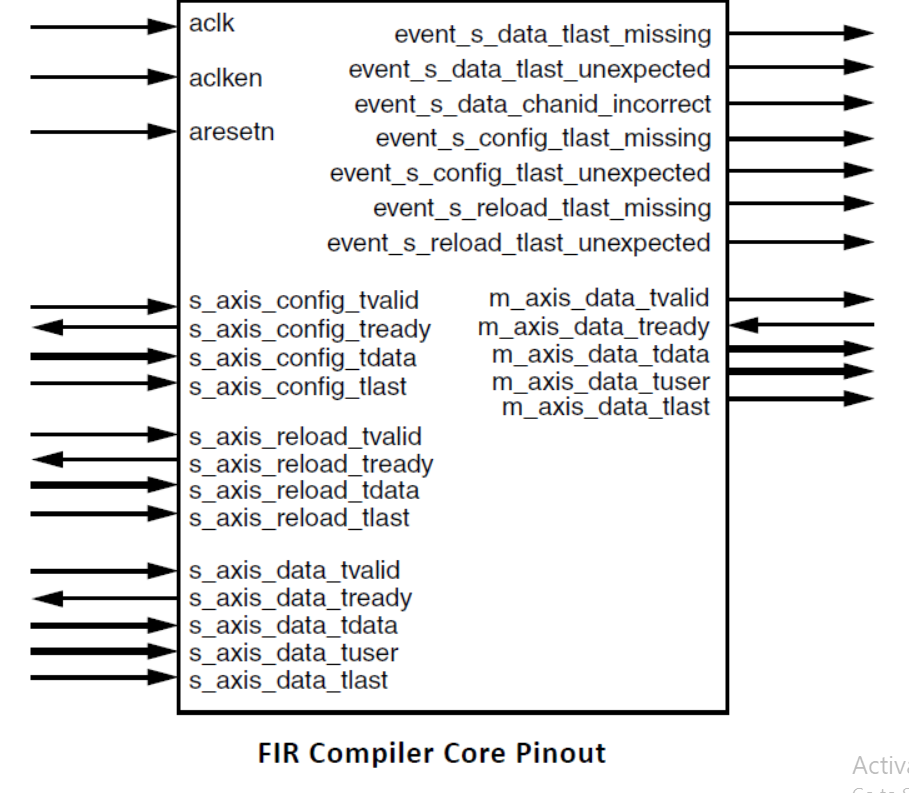 aclk
aclken
aresetn
event_s_data_tlast_missing
event_s_data_tlast_unexpected
event_s_data_chanid_incorrect
event_s_config_tlast_missing
event_s_config_tlast_unexpected
event_s_reload_tlast_missing
event_s_reload_tlast_unexpected
s_axis_config_tvalid
s_axis_config_tready
s_axis_config_tdata
s_axis_config_tlast
m_axis_data_tvalid
m_axis_data_tready
m_axis_data_tdata
m_axis_data_tuser
m_axis_data_tlast
s_axis_reload_tvalid
s_axis_reload_tready
s_axis_reload_tdata
s_axis_reload_tlast
s_axis_data_tvalid
s_axis_data_tready
s_axis_data_tdata
s_axis_data_tuser
s_axis_data_tlast
FIR Compiler Core Pinout
Activa